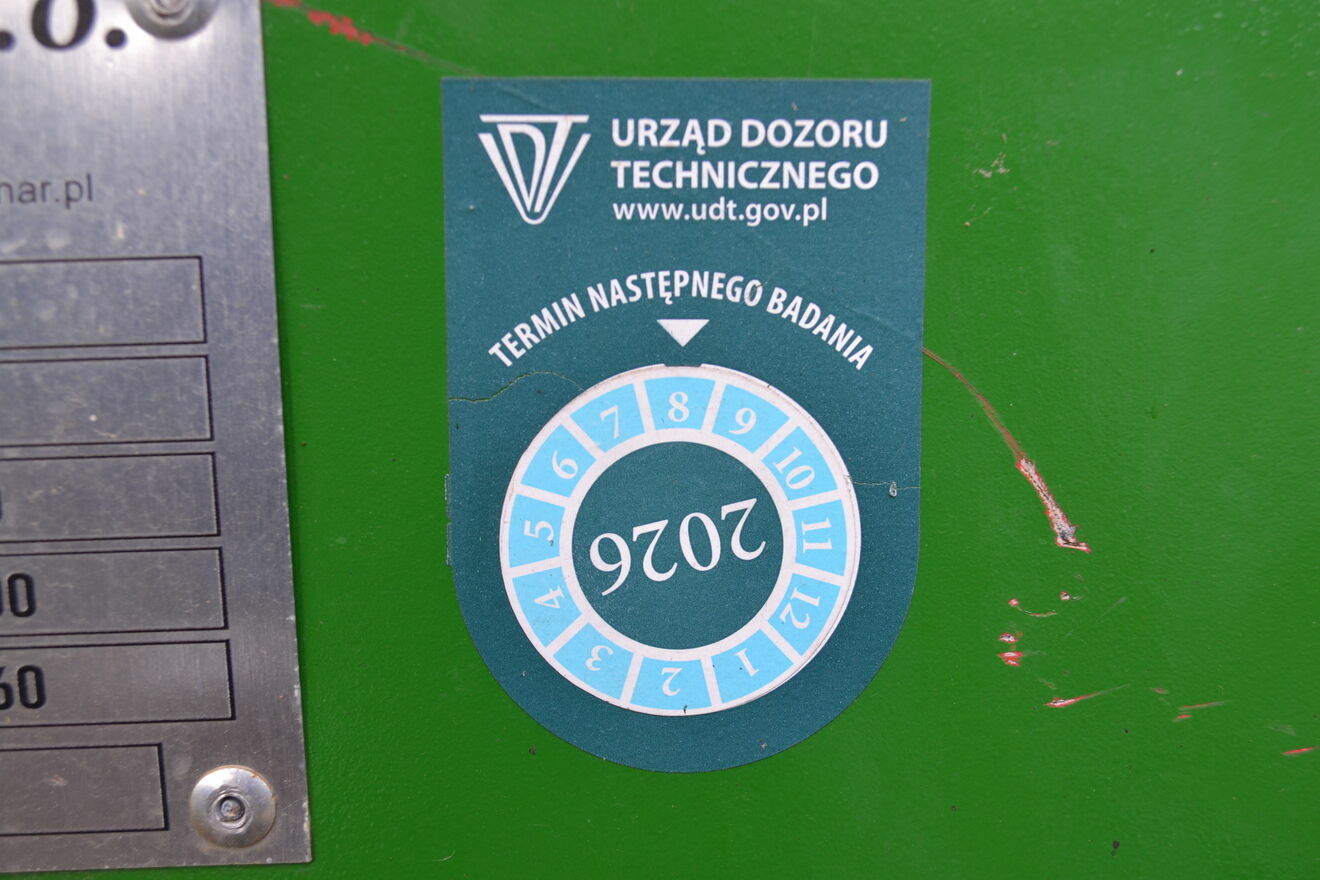 .o.
nar.pl
00
60
UDT
URZĄD DOZORU
TECHNICZNEGO
www.udt.gov.pl
TERMIN NASTĘPNEGO BADANIA
1 2 3 4 5 6 7 8 9 10 11 12
2026